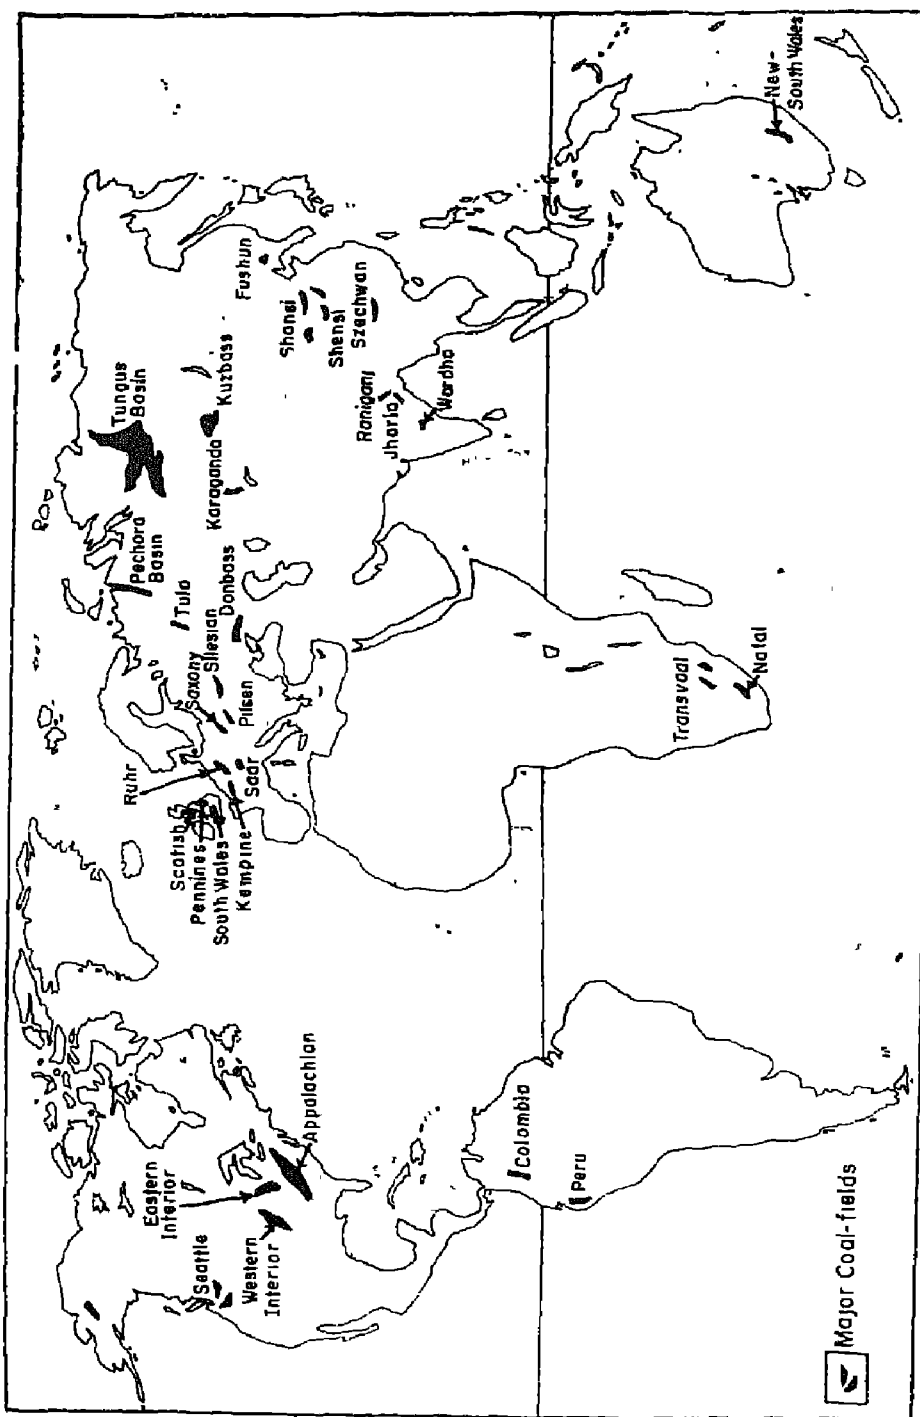 Tungus
Basin
Pechora
Basin
Tula
Kuzbass
Karaganda
Donbass
Silesian
Saxony
Pilsen
Ruhr
Saar
Scotish
Pennines
South Wales
Kempine
Fushun
Shansi
Shensi
Szechwan
Raniganj
Jharia
Wardha
New-
South Wales
Transvaal
Natal
Eastern
Interior
Appalachian
Seattle
Western
Interior
Colombia
Peru
Major Coal-fields